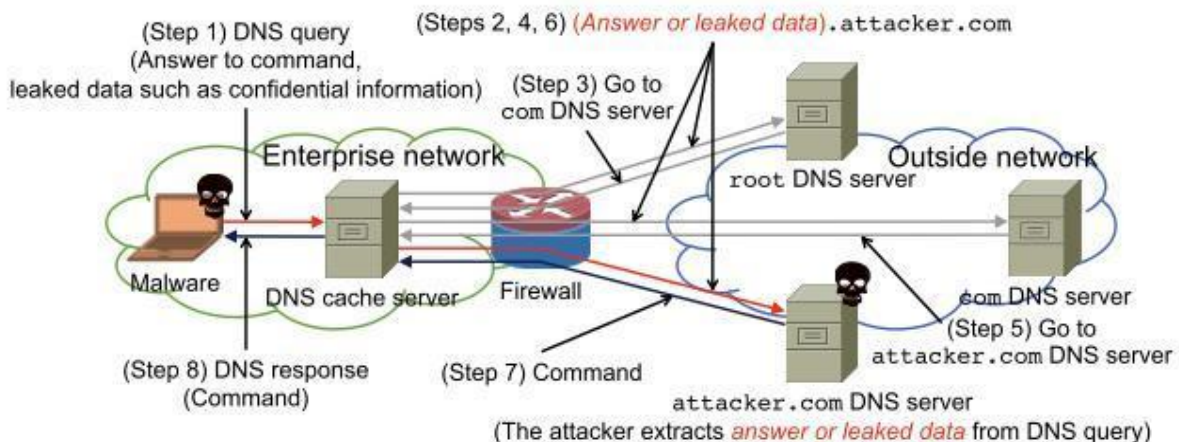 (Step 1) DNS query
(Answer to command,
leaked data such as confidential information)
(Steps 2, 4, 6) (Answer or leaked data).attacker.com
(Step 3) Go to
com DNS server
Enterprise network
Outside network
root DNS server
Malware
DNS cache server
Firewall
com DNS server
(Step 5) Go to
attacker.com DNS server
(Step 8) DNS response
(Command)
(Step 7) Command
attacker.com DNS server
(The attacker extracts answer or leaked data from DNS query)